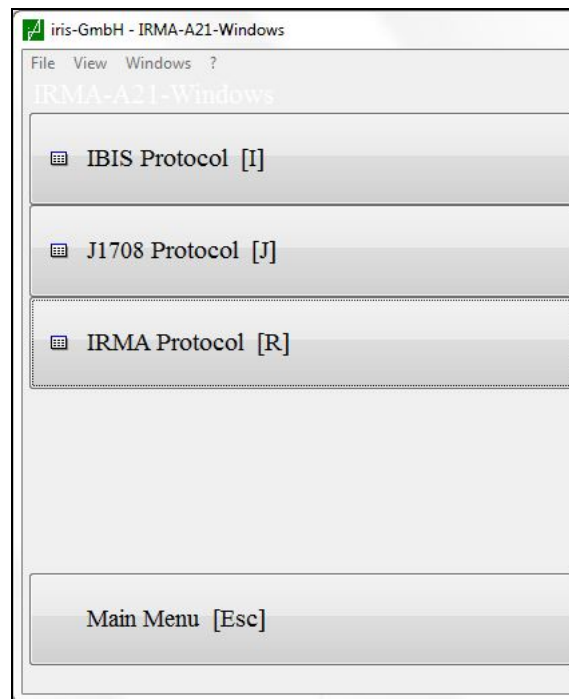 iris-GmbH - IRMA-A21-Windows
File View Windows ?
IRMA-A21-Windows
IBIS Protocol [I]
J1708 Protocol [J]
IRMA Protocol [R]
Main Menu [Esc]